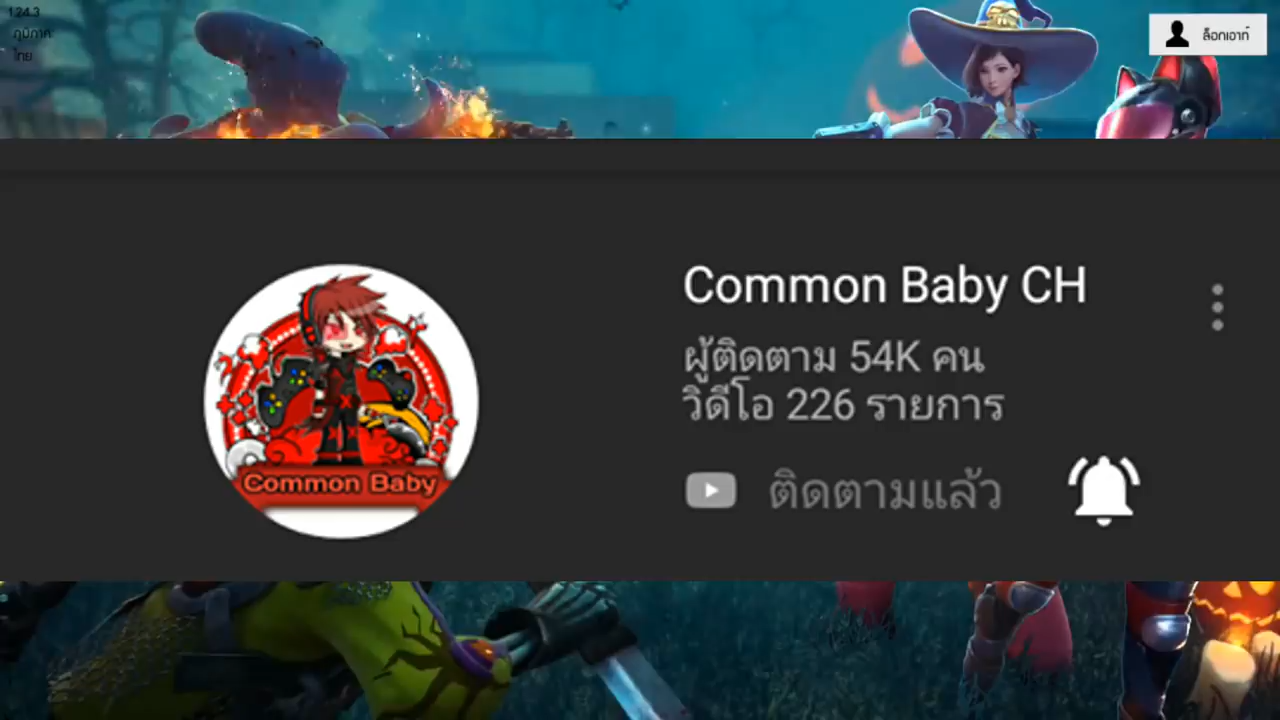 1.24.3
ภูมิภาค:
ไทย
ล็อกเอาท์
Common Baby CH
ผู้ติดตาม 54K คน
วิดีโอ 226 รายการ
ติดตามแล้ว
Common Baby